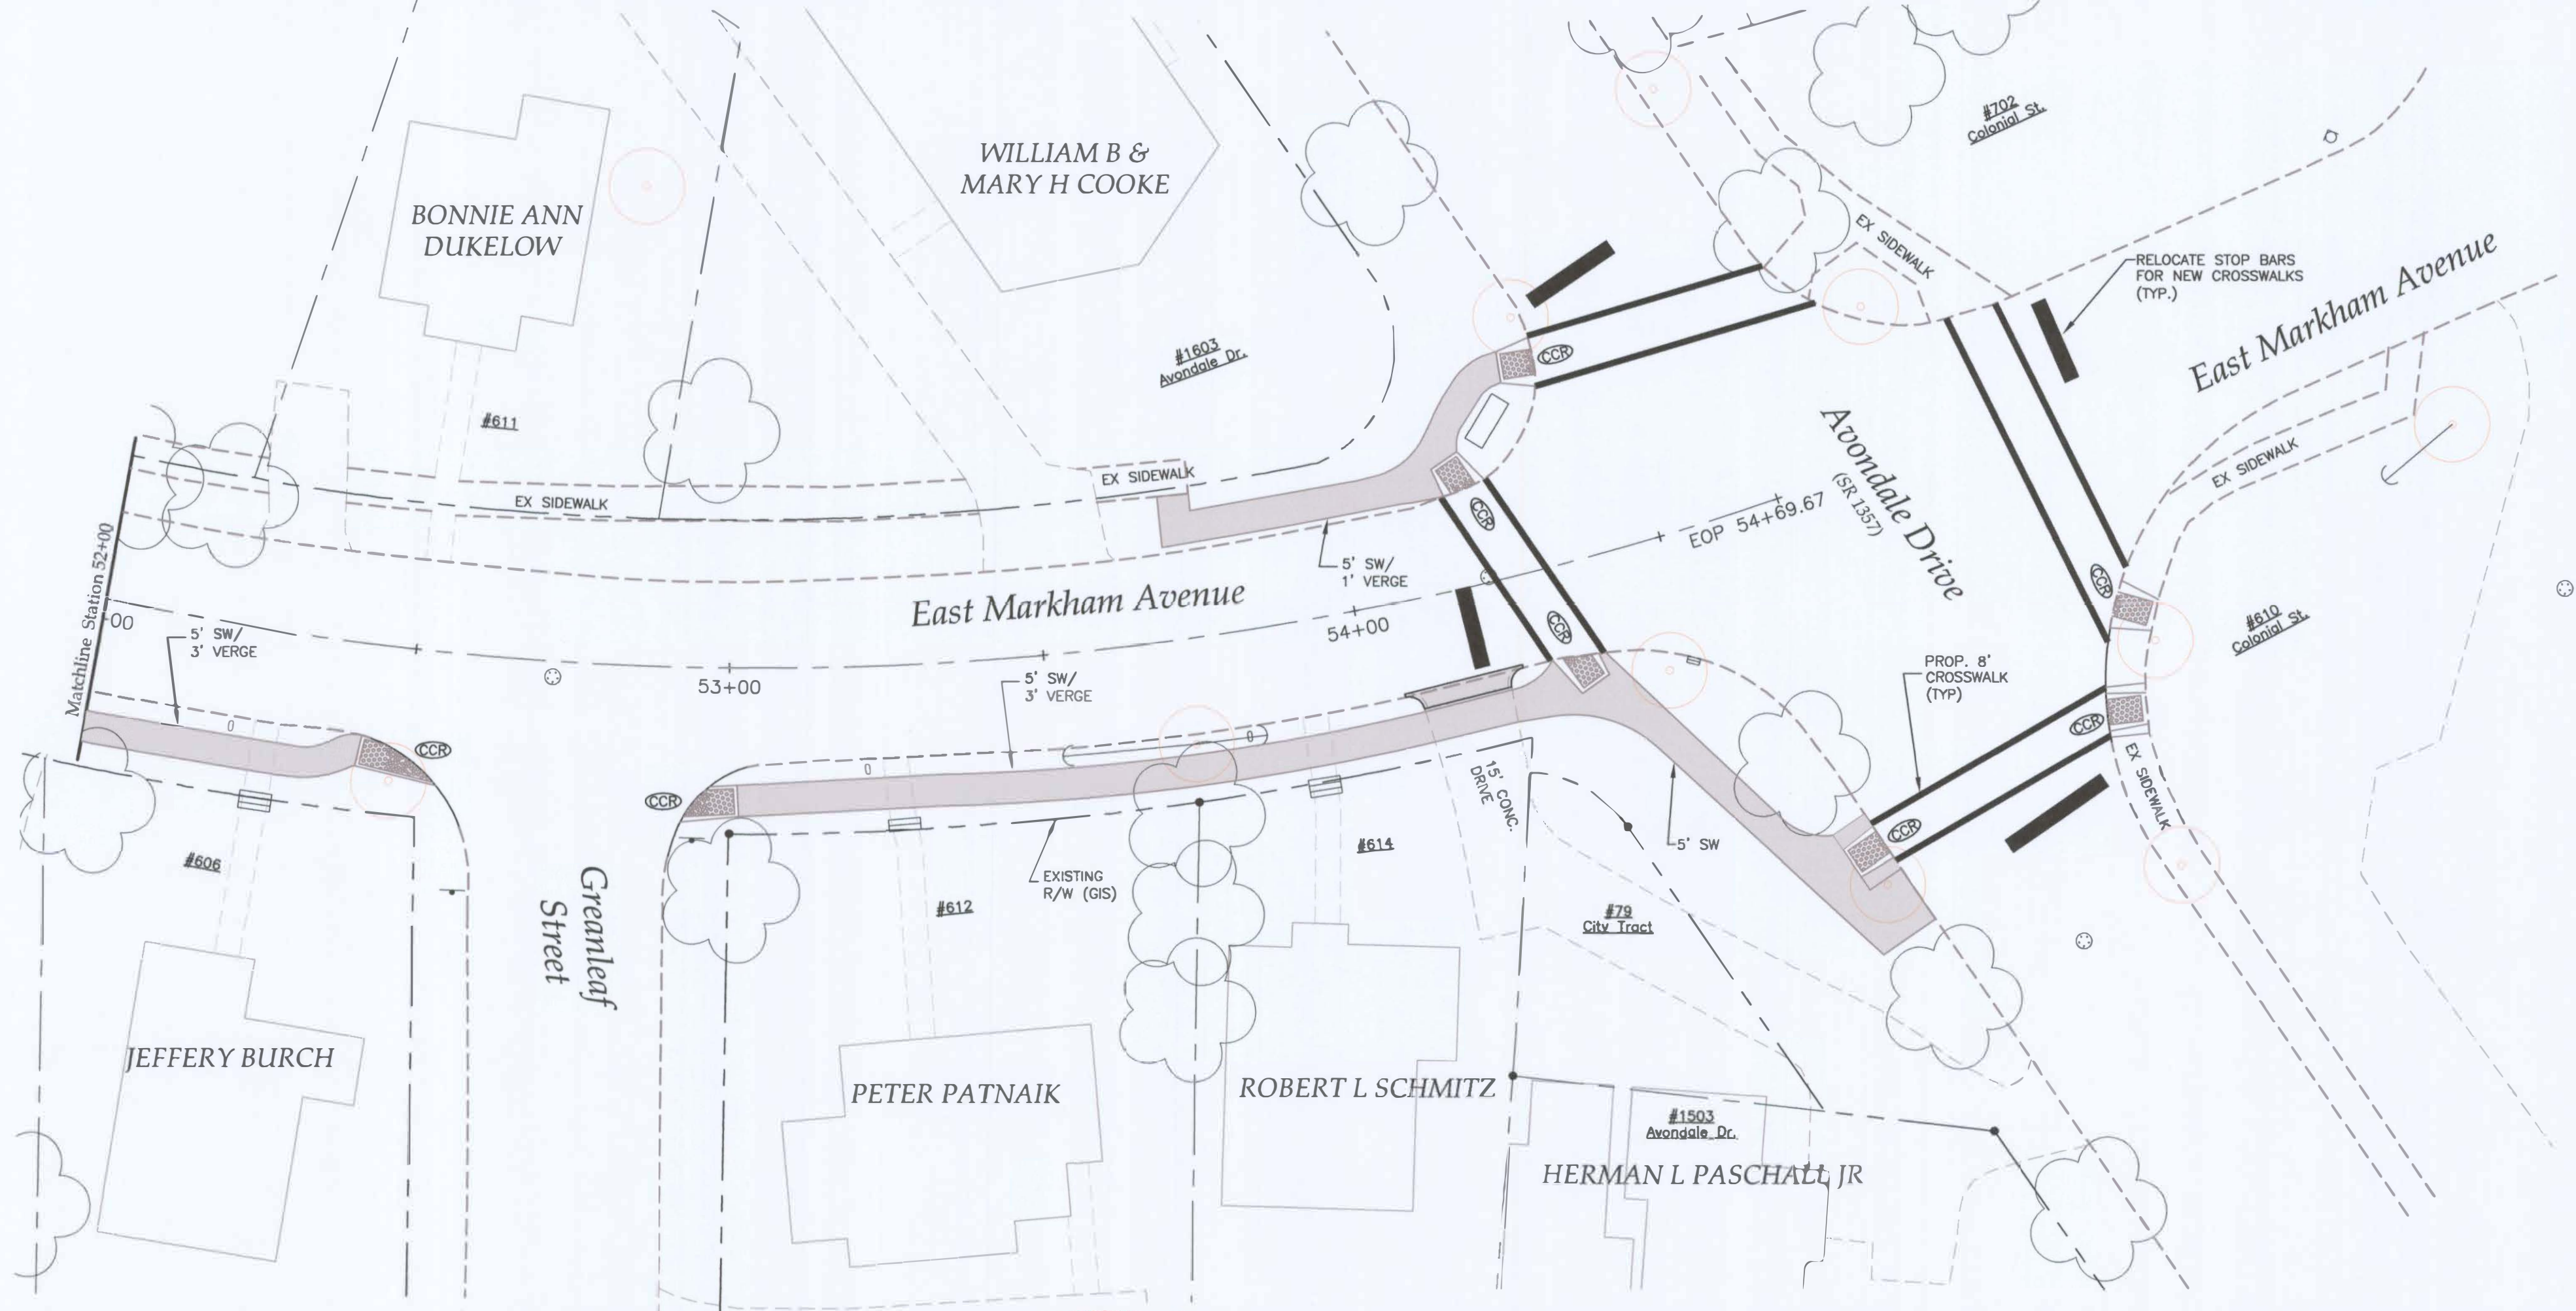 #702
Colonial St.
WILLIAM B &
MARY H COOKE
BONNIE ANN
DUKELOW
EX SIDEWALK
RELOCATE STOP BARS
FOR NEW CROSSWALKS
(TYP.)
East Markham Avenue
#1603
Avondale Dr.
CCR
#611
EX SIDEWALK
EX SIDEWALK
EX SIDEWALK
Avondale Drive
(SR 1357)
CCR
EOP 54+69.67
Matchline Station 52+00
+00
5' SW/
1' VERGE
CCR
East Markham Avenue
54+00
CCR
#610
Colonial St.
5' SW/
3' VERGE
53+00
5' SW/
3' VERGE
PROP. 8'
CROSSWALK
(TYP)
CCR
CCR
CCR
15' CONC.
DRIVE
EX SIDEWALK
CCR
5' SW
#606
#614
EXISTING
R/W (GIS)
#612
#79
City Tract
Greanleaf
Street
JEFFERY BURCH
PETER PATNAIK
ROBERT L SCHMITZ
#1503
Avondale Dr.
HERMAN L PASCHALL JR